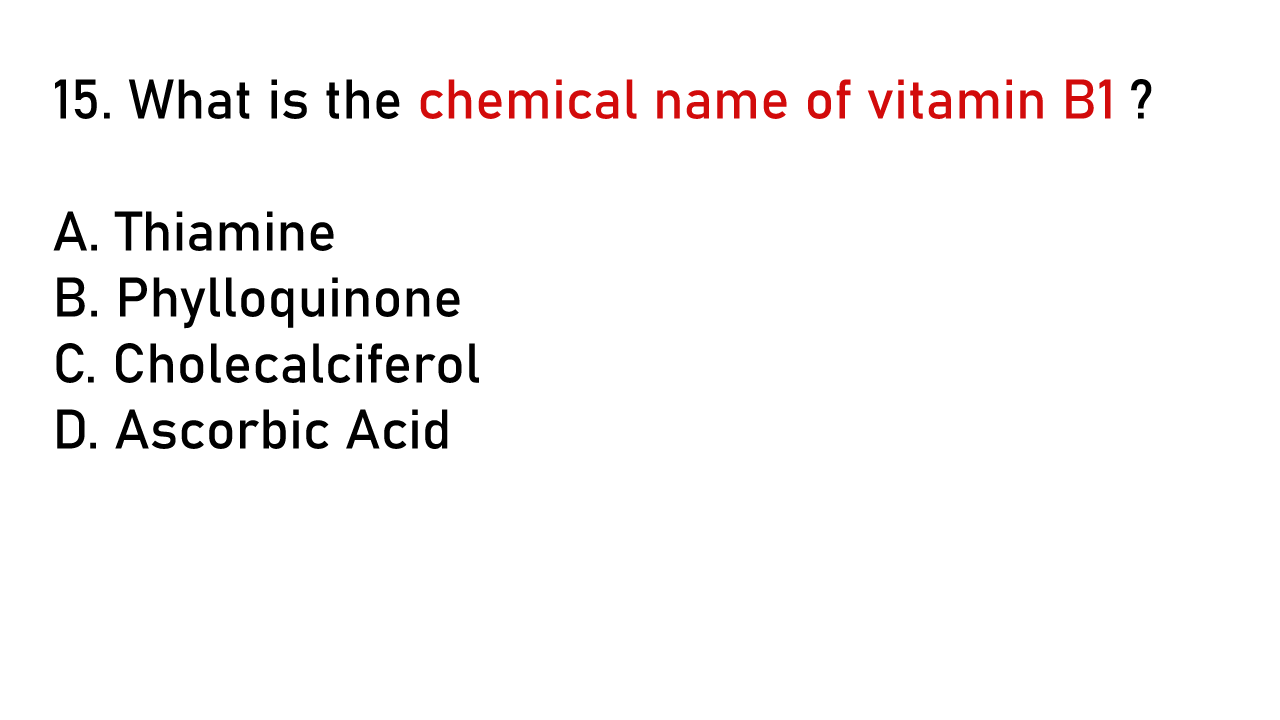 15. What is the chemical name of vitamin B1 ?
A. Thiamine
B. Phylloquinone
C. Cholecalciferol
D. Ascorbic Acid